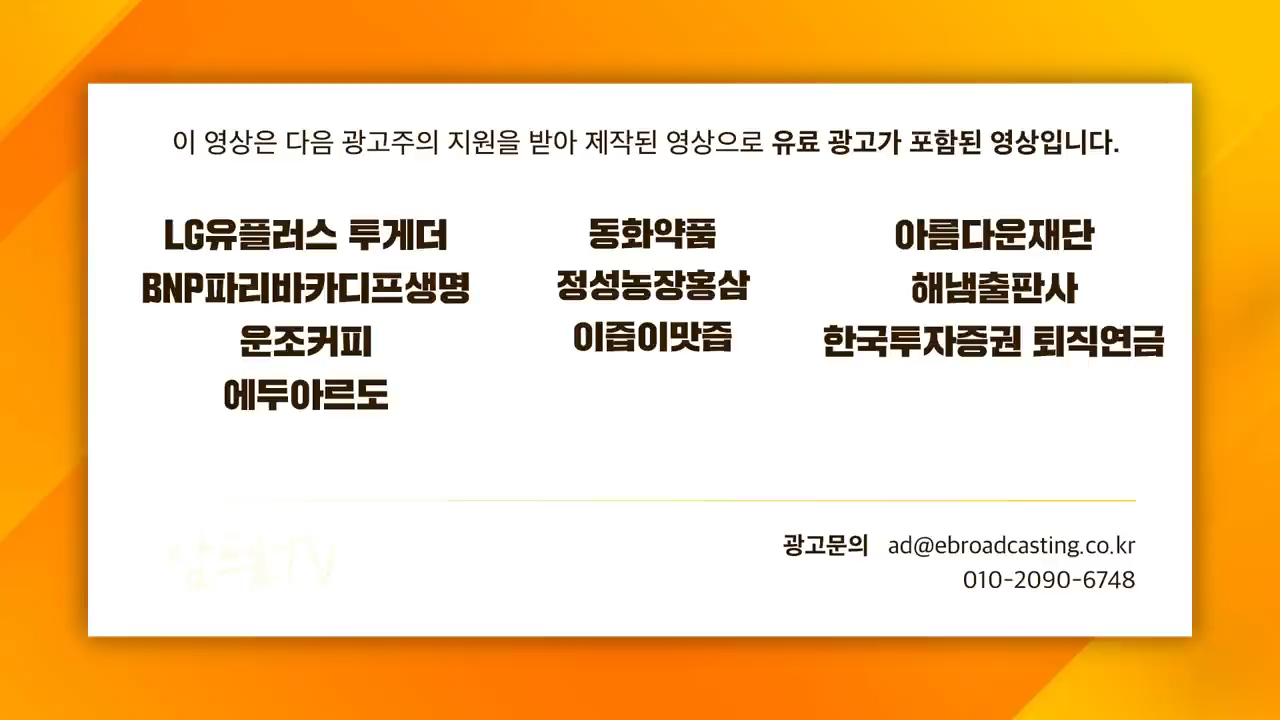 이 영상은 다음 광고주의 지원을 받아 제작된 영상으로 유료 광고가 포함된 영상입니다.
LG유플러스 투게더
BNP파리바카디프생명
운조커피
에두아르도
동화약품
정성농장홍삼
이즙이맛즙
아름다운재단
해냄출판사
한국투자증권 퇴직연금
광고문의 ad@ebroadcasting.co.kr
010-2090-6748